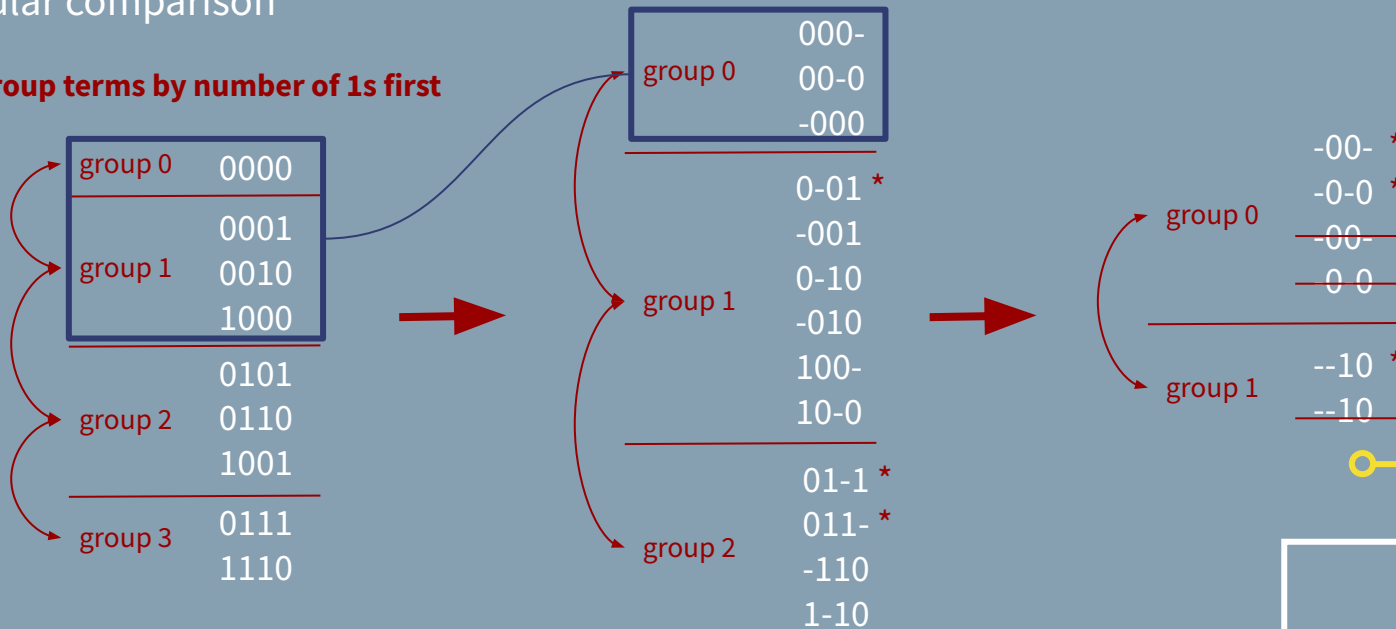 comparison
terms by number of 1s first
group 0 0000
0001
group 1 0010
1000
0101
group 2 0110
1001
group 3 0111
1110
000-
group 0 00-0
-000
0-01 *
-001
0-10
group 1 -010
100-
10-0
01-1 *
011- *
group 2 -110
1-10
-00- *
-0-0 *
group 0
-00-
-0-0
--10 *
group 1
--10